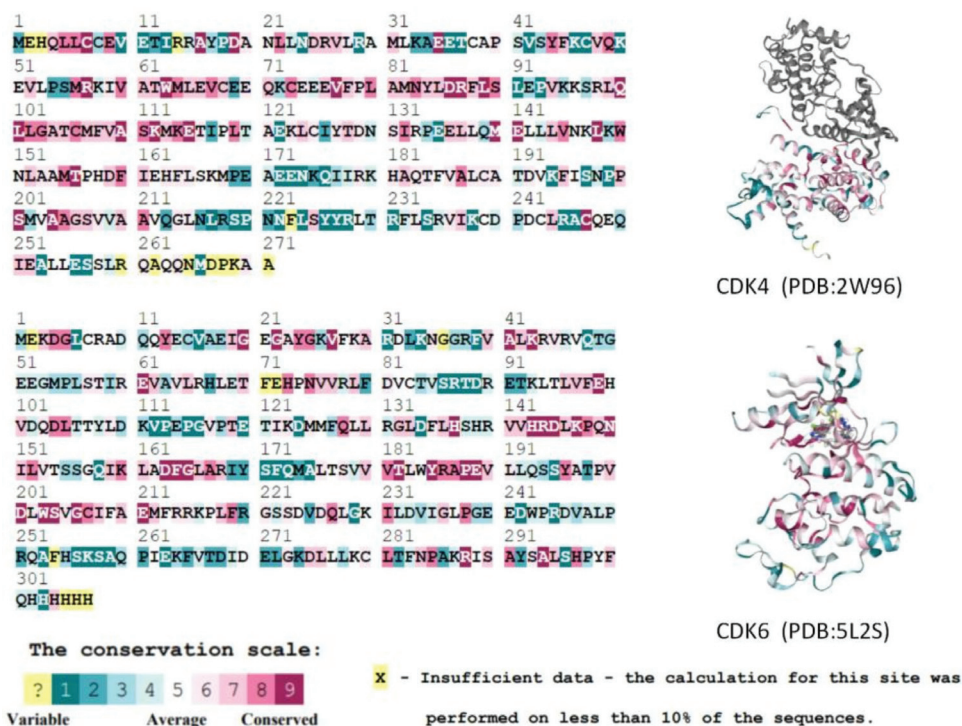 1 11 21 31 41
MEHQLLCCEV ETIRRAYPDA NLLNDRVLRA MLKAEETCAP SVSYFKCVQK
51 61 71 81 91
EVLPSMRKIV ATWMLEVCEE QKCEEEVFPL AMNYLDRFLS LEPVKKSRLQ
101 111 121 131 141
LLGATCMFVA SKMKETIPLT AEKLCIYTDN SIRPEELLQM ELLLVNKLKW
151 161 171 181 191
NLAAMTPHDF IEHFLSKMPE AEENKQIIRK HAQTFVALCA TDVKFISNPP
201 211 221 231 241
SMVAAGSVVA AVQGLNLRSP NNFLSYYRLT RFLSRVIKCD PDCLRACQEQ
251 261 271
IEALLESSLR QAQQNMDPKA A
CDK4 (PDB:2W96)
1 11 21 31 41
MEKDGLCRAD QQYECVAEIG EGAYGKVFKA RDLKNGGRFV ALKRVRVQTG
51 61 71 81 91
EEGMPLSTIR EVAVLRHLET FEHPNVVRLF DVCTVSRTDR ETKLTLVFEH
101 111 121 131 141
VDQDLTTYLD KVPEPGVPTE TIKDMMFQLL RGLDFLHSHR VVHRDLKPQN
151 161 171 181 191
ILVTSSGQIK LADFGLARIY SFQMALTSVV VTLWYRAPEV LLQSSYATPV
201 211 221 231 241
DLWSVGCIFA EMFRRKPLFR GSSDVDQLGK ILDVIGLPGE EDWPRDVALP
251 261 271 281 291
RQAFHSKSAQ PIEKFVTDID ELGKDLLLKC LTFNPAKRIS AYSALSHPYF
301
QHHHHHH
CDK6 (PDB:5L2S)
The conservation scale:
? 1 2 3 4 5 6 7 8 9
Variable Average Conserved
X - Insufficient data - the calculation for this site was
performed on less than 10% of the sequences.